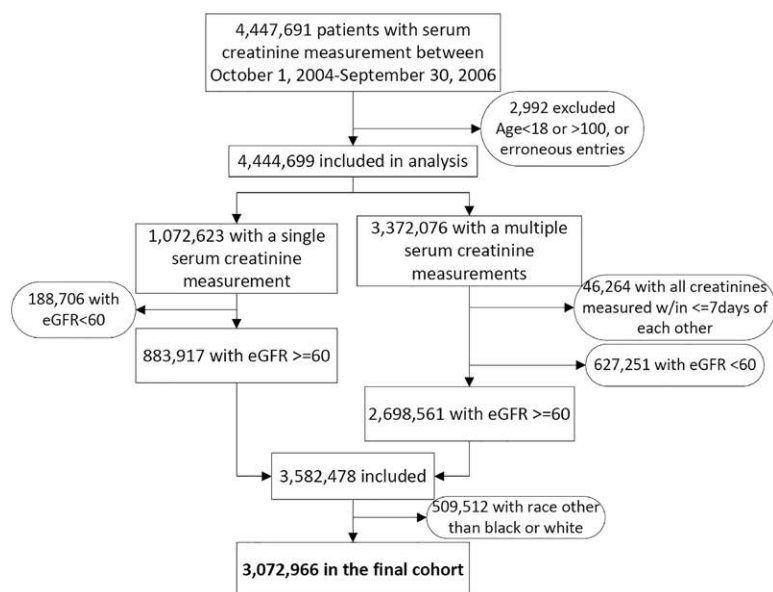 4,447,691 patients with serum
creatinine measurement between
October 1, 2004-September 30, 2006
2,992 excluded
Age<18 or >100, or
erroneous entries
4,444,699 included in analysis
1,072,623 with a single
serum creatinine
measurement
3,372,076 with a multiple
serum creatinine
measurements
188,706 with
eGFR<60
46,264 with all creatinines
measured w/in <=7days of
each other
883,917 with eGFR >=60
627,251 with eGFR <60
2,698,561 with eGFR >=60
3,582,478 included
509,512 with race other
than black or white
3,072,966 in the final cohort